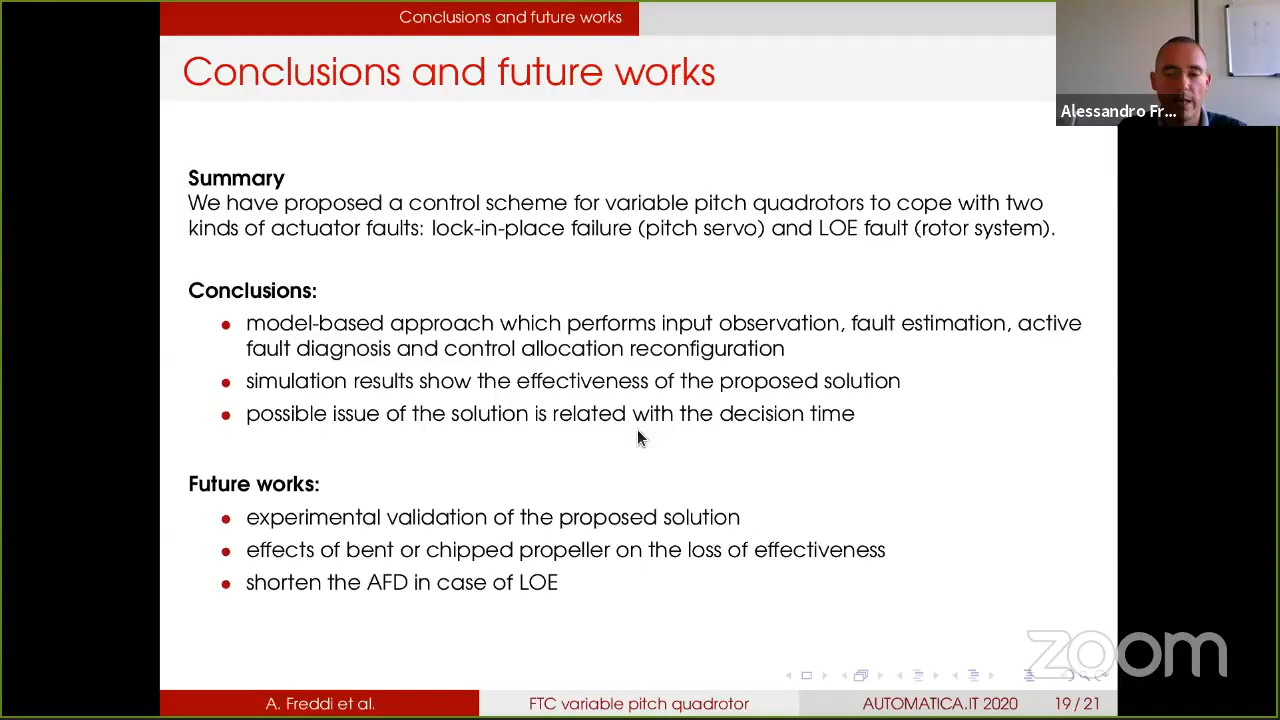 Conclusions and future works
Conclusions and future works
Alessandro Fr...
Summary
We have proposed a control scheme for variable pitch quadrotors to cope with two
kinds of actuator faults: lock-in-place failure (pitch servo) and LOE fault (rotor system).
Conclusions:
model-based approach which performs input observation, fault estimation, active
fault diagnosis and control allocation reconfiguration
simulation results show the effectiveness of the proposed solution
possible issue of the solution is related with the decision time
Future works:
experimental validation of the proposed solution
effects of bent or chipped propeller on the loss of effectiveness
shorten the AFD in case of LOE
zoom
A. Freddi et al.
FTC variable pitch quadrotor
AUTOMATICA.IT 2020
19 / 21